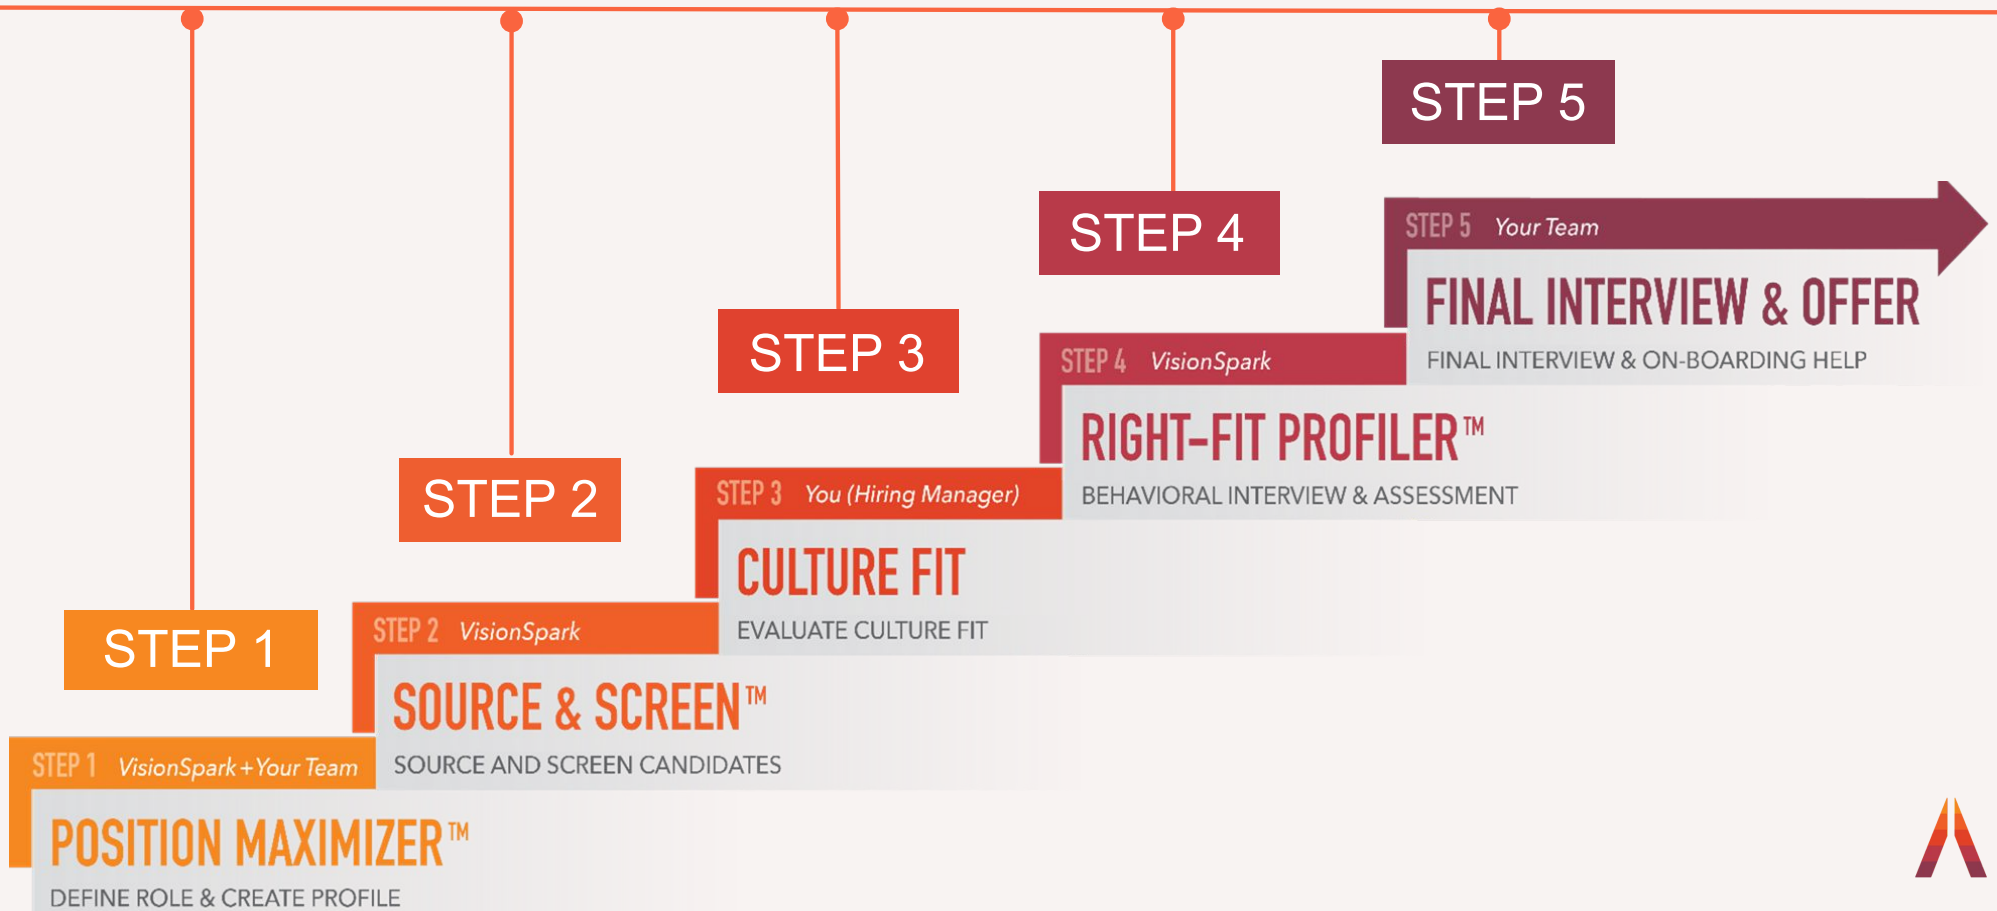 STEP 5
STEP 4
STEP 3
STEP 2
STEP 1
STEP 5 Your Team
FINAL INTERVIEW & OFFER
FINAL INTERVIEW & ON-BOARDING HELP
STEP 4 VisionSpark
RIGHT-FIT PROFILER™
BEHAVIORAL INTERVIEW & ASSESSMENT
STEP 3 You (Hiring Manager)
CULTURE FIT
EVALUATE CULTURE FIT
STEP 2 VisionSpark
SOURCE & SCREEN™
SOURCE AND SCREEN CANDIDATES
STEP 1 VisionSpark+Your Team
POSITION MAXIMIZER™
DEFINE ROLE & CREATE PROFILE